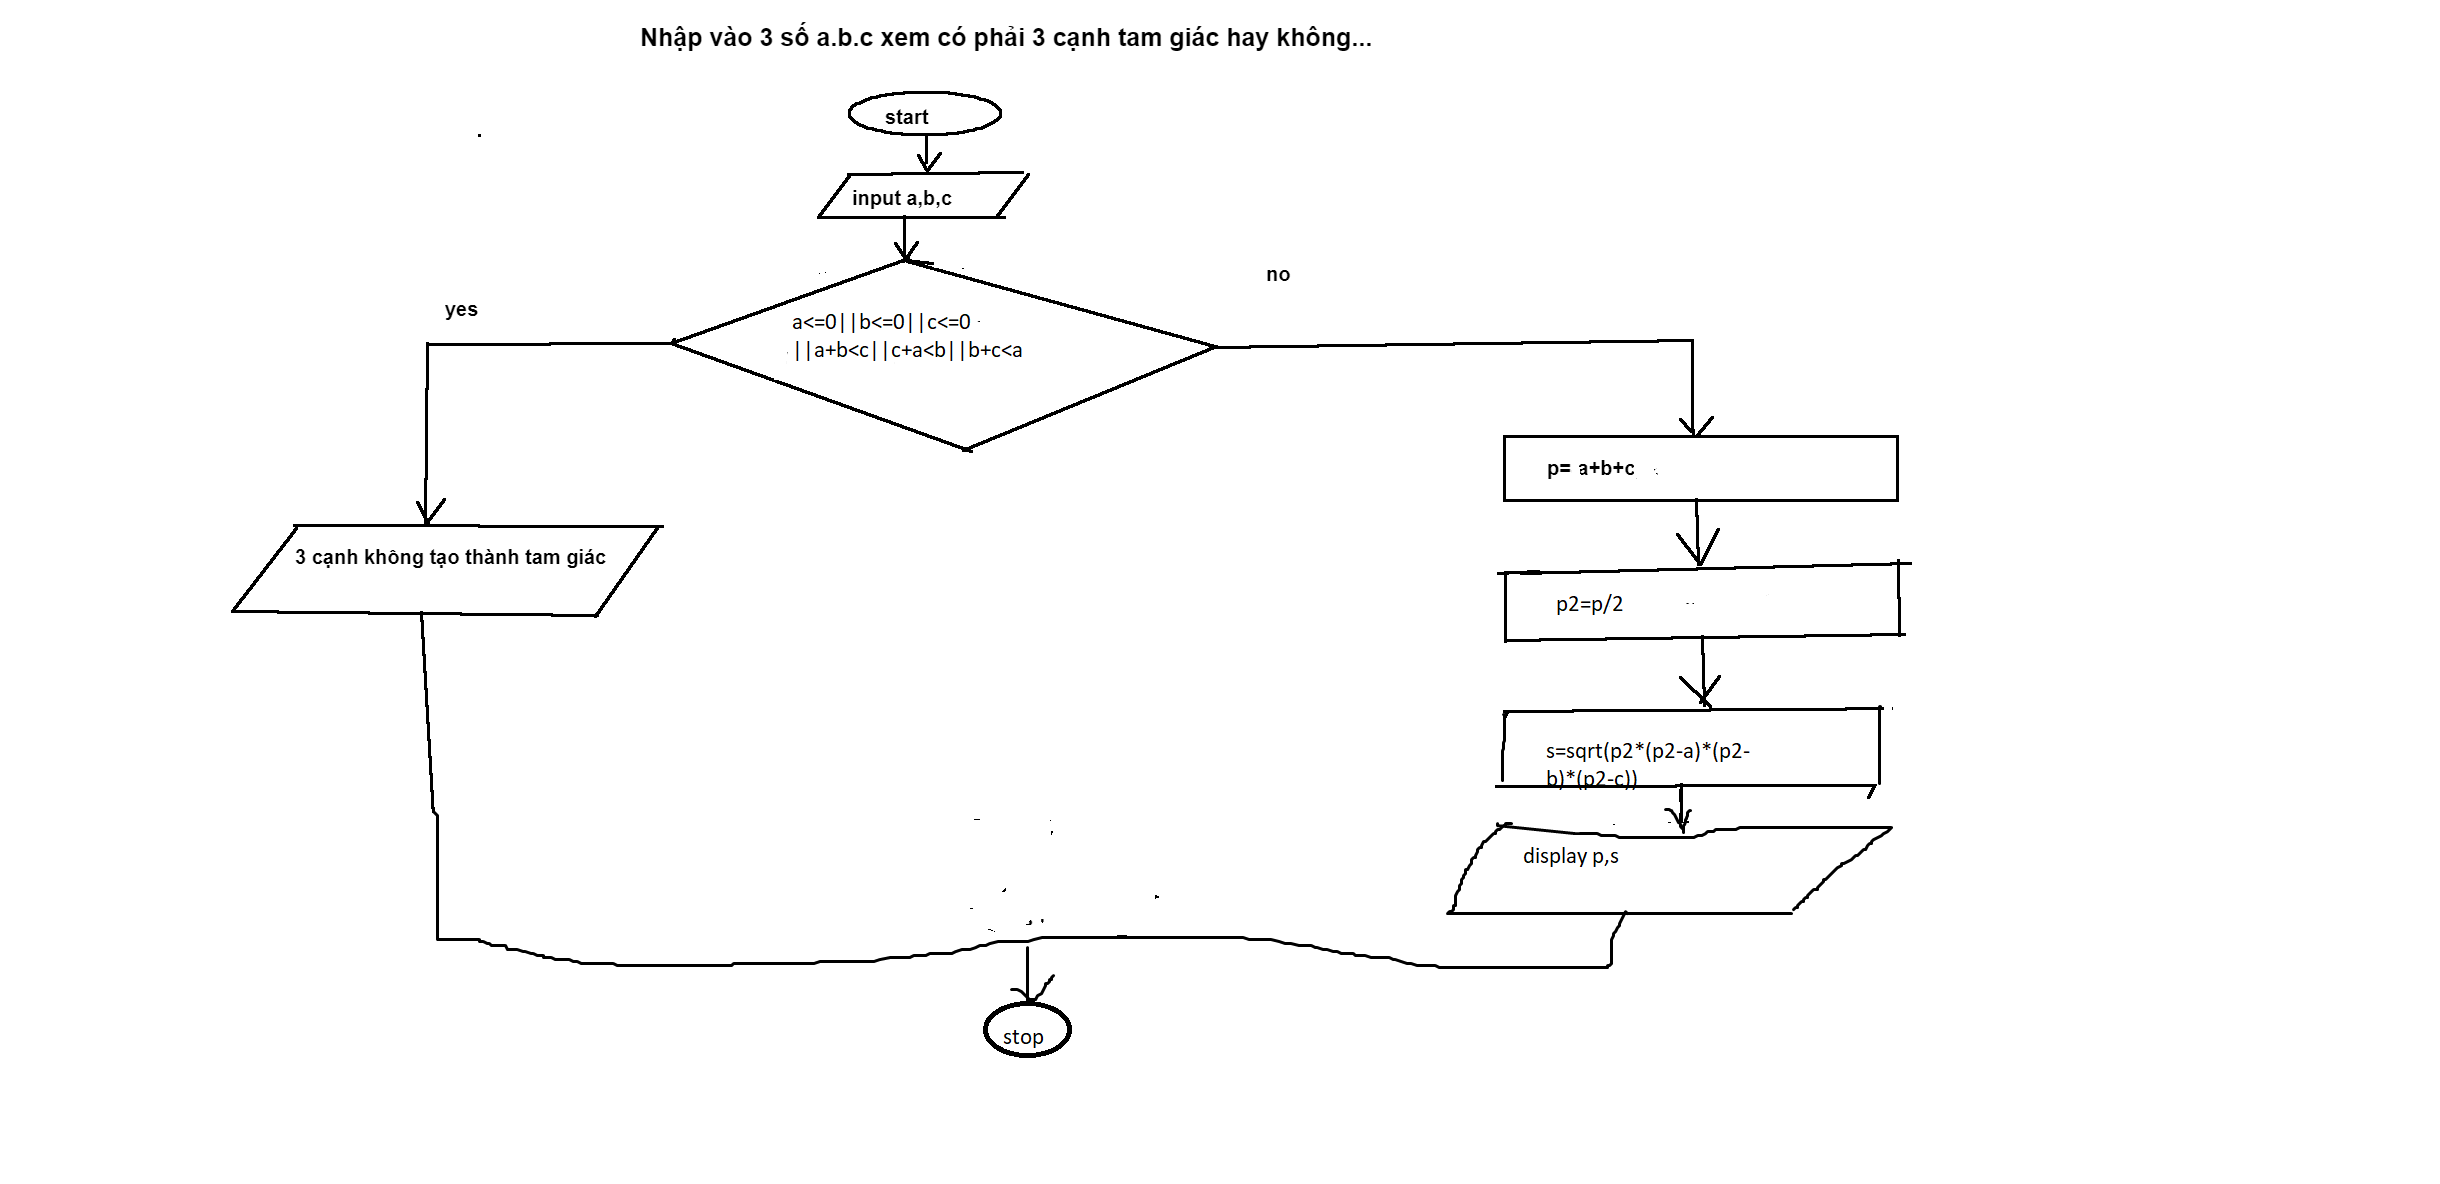 Nhập vào 3 số a.b.c xem có phải 3 cạnh tam giác hay không...
start
input a,b,c
no
yes
a<=0||b<=0||c<=0
||a+b<c||c+a<b||b+c<a
p= a+b+c
3 cạnh không tạo thành tam giác
p2=p/2
s=sqrt(p2*(p2-a)*(p2-
b)*(p2-c))
display p,s
stop